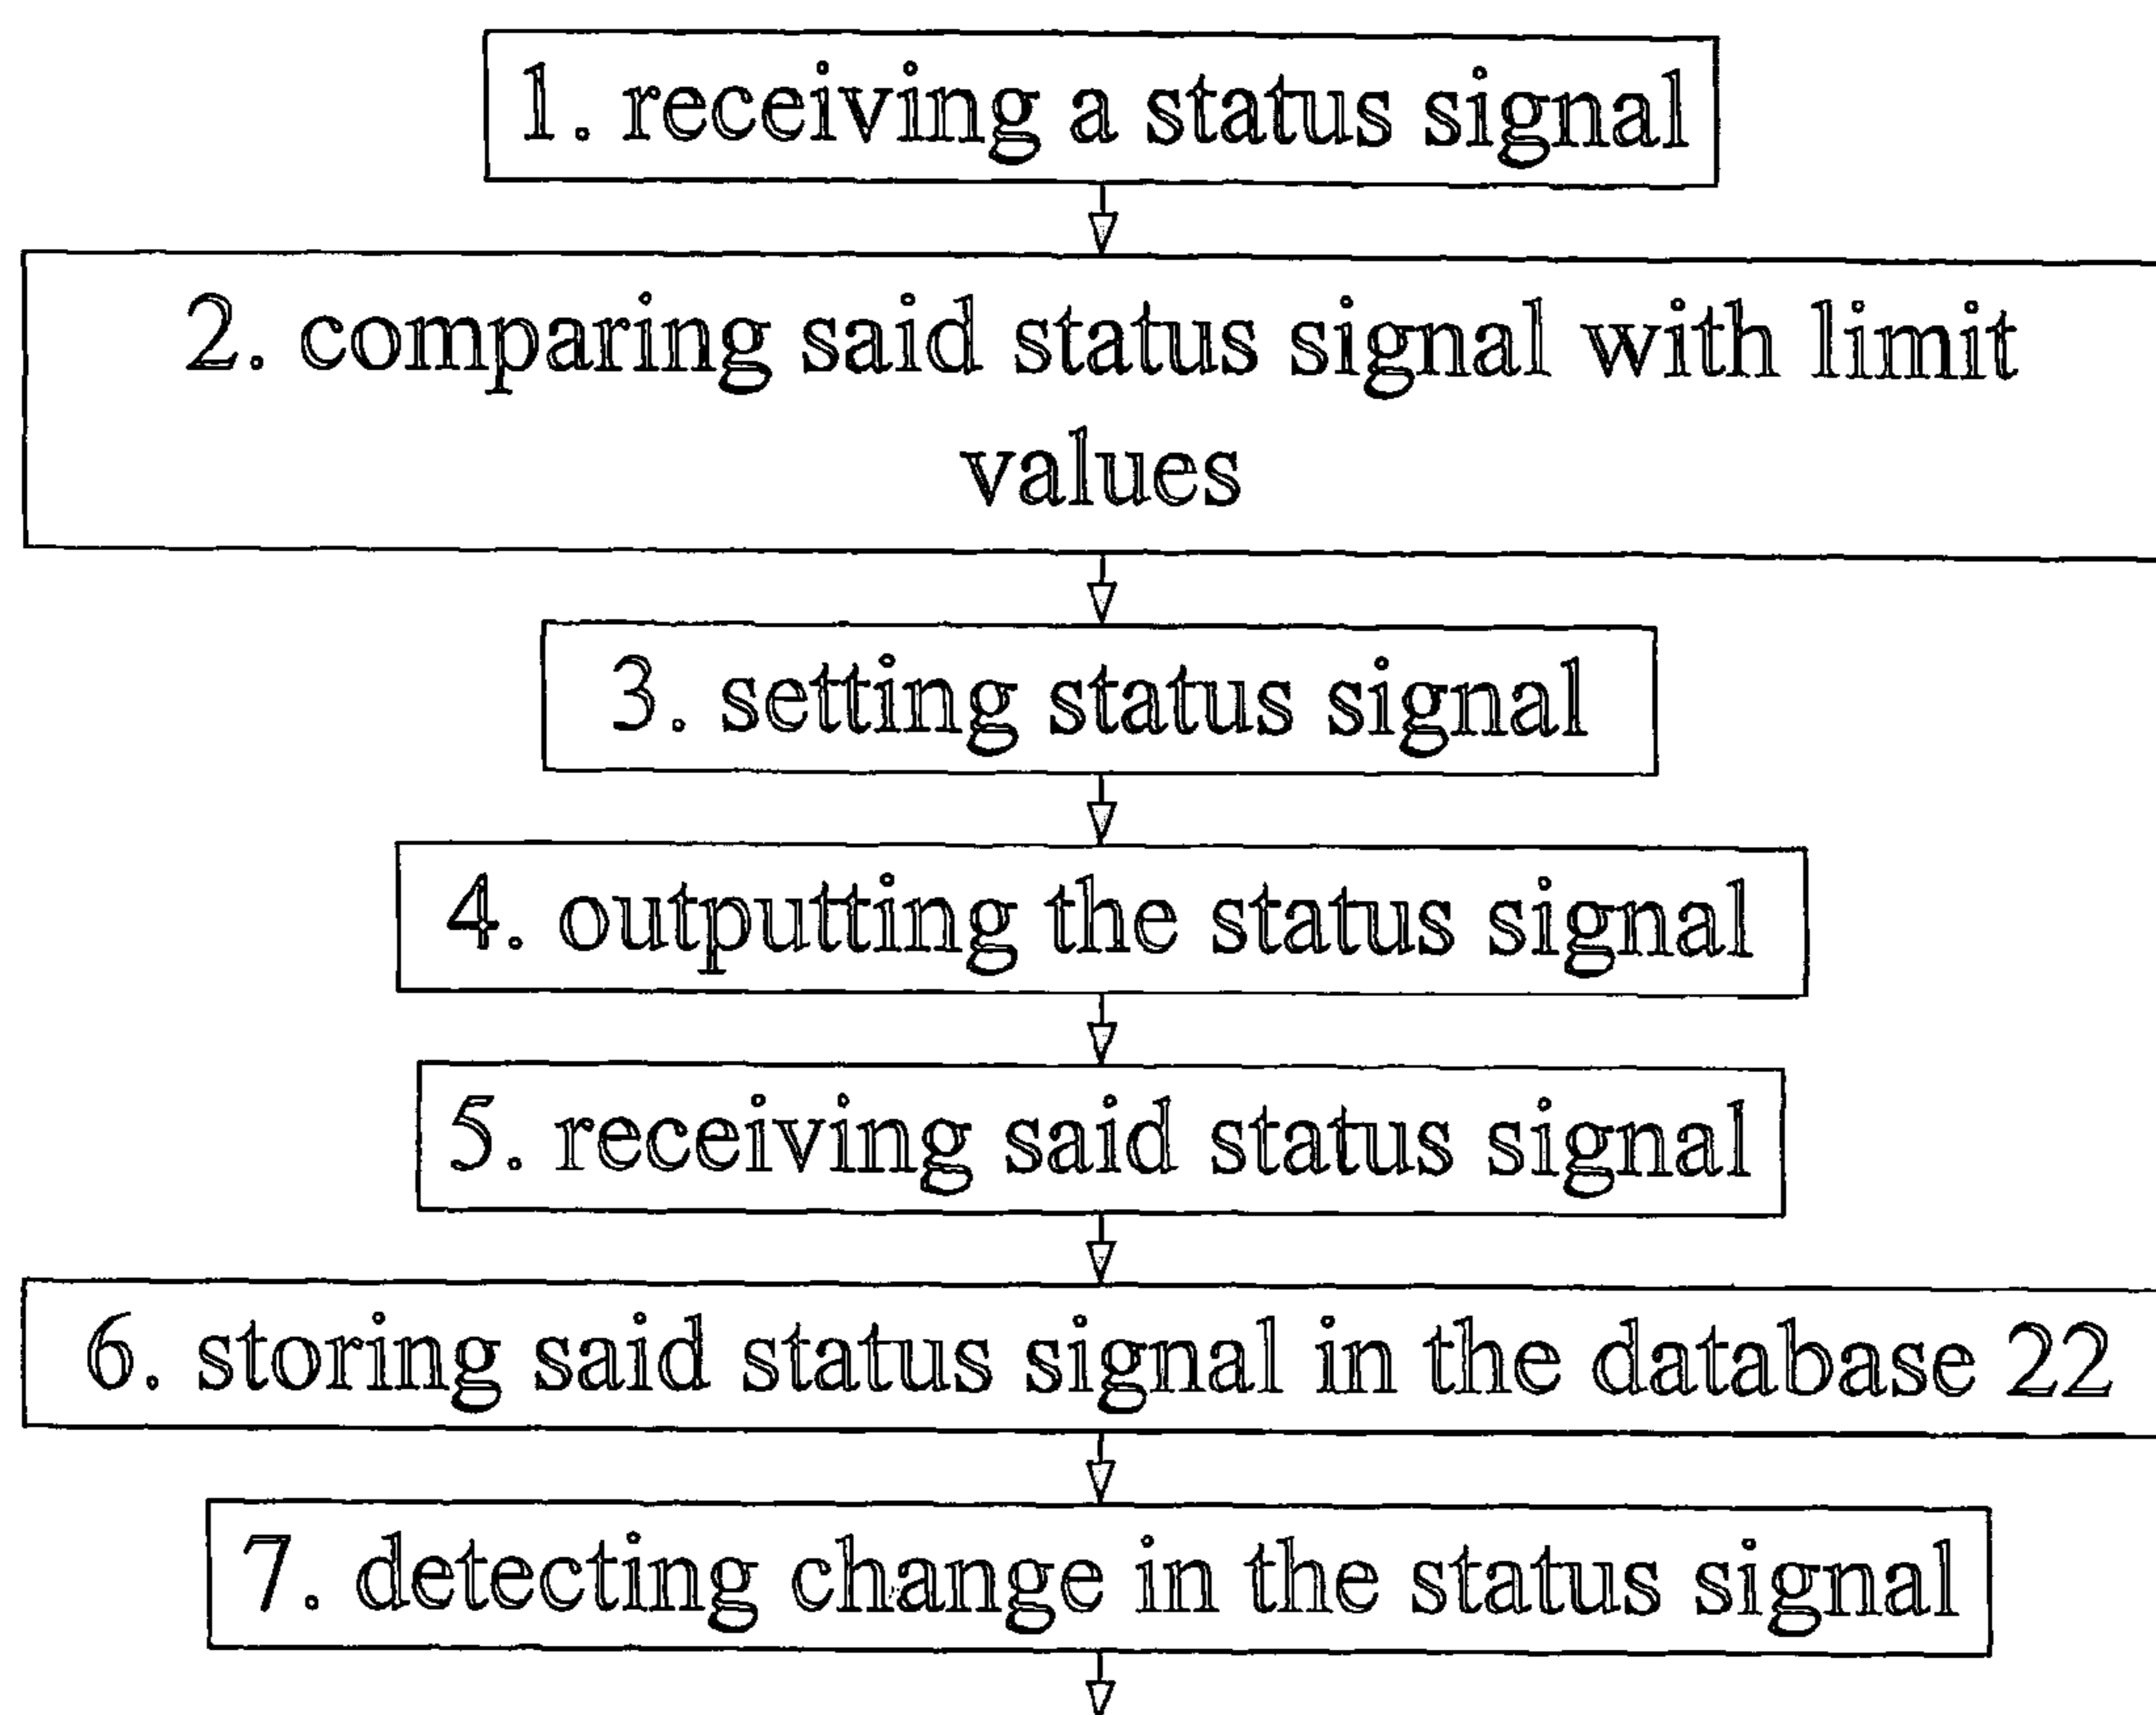 1. receiving a status signal
2. comparing said status signal with limit
values
3. setting status signal
4. outputting the status signal
5. receiving said status signal
6. storing said status signal in the database 22
7. detecting change in the status signal